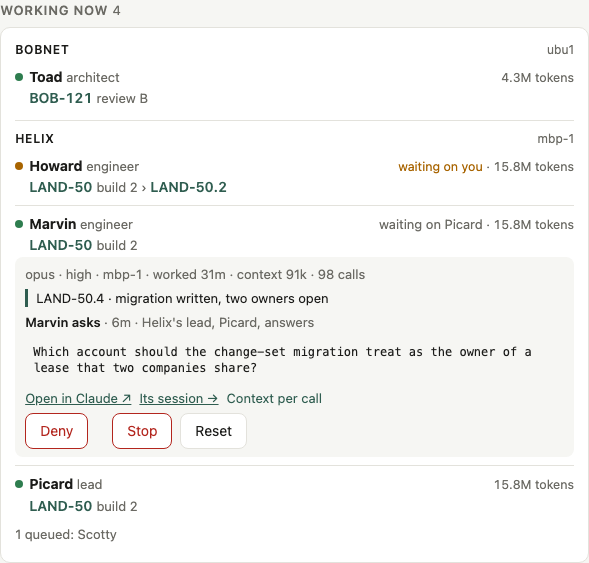 WORKING NOW 4
BOBNET ubu1
Toad architect 4.3M tokens
BOB-121 review B
HELIX mbp-1
Howard engineer waiting on you · 15.8M tokens
LAND-50 build 2 › LAND-50.2
Marvin engineer waiting on Picard · 15.8M tokens
LAND-50 build 2
opus · high · mbp-1 · worked 31m · context 91k · 98 calls
LAND-50.4 · migration written, two owners open
Marvin asks · 6m · Helix's lead, Picard, answers
Which account should the change-set migration treat as the owner of a
lease that two companies share?
Open in Claude ↗ Its session → Context per call
Deny Stop Reset
Picard lead 15.8M tokens
LAND-50 build 2
1 queued: Scotty